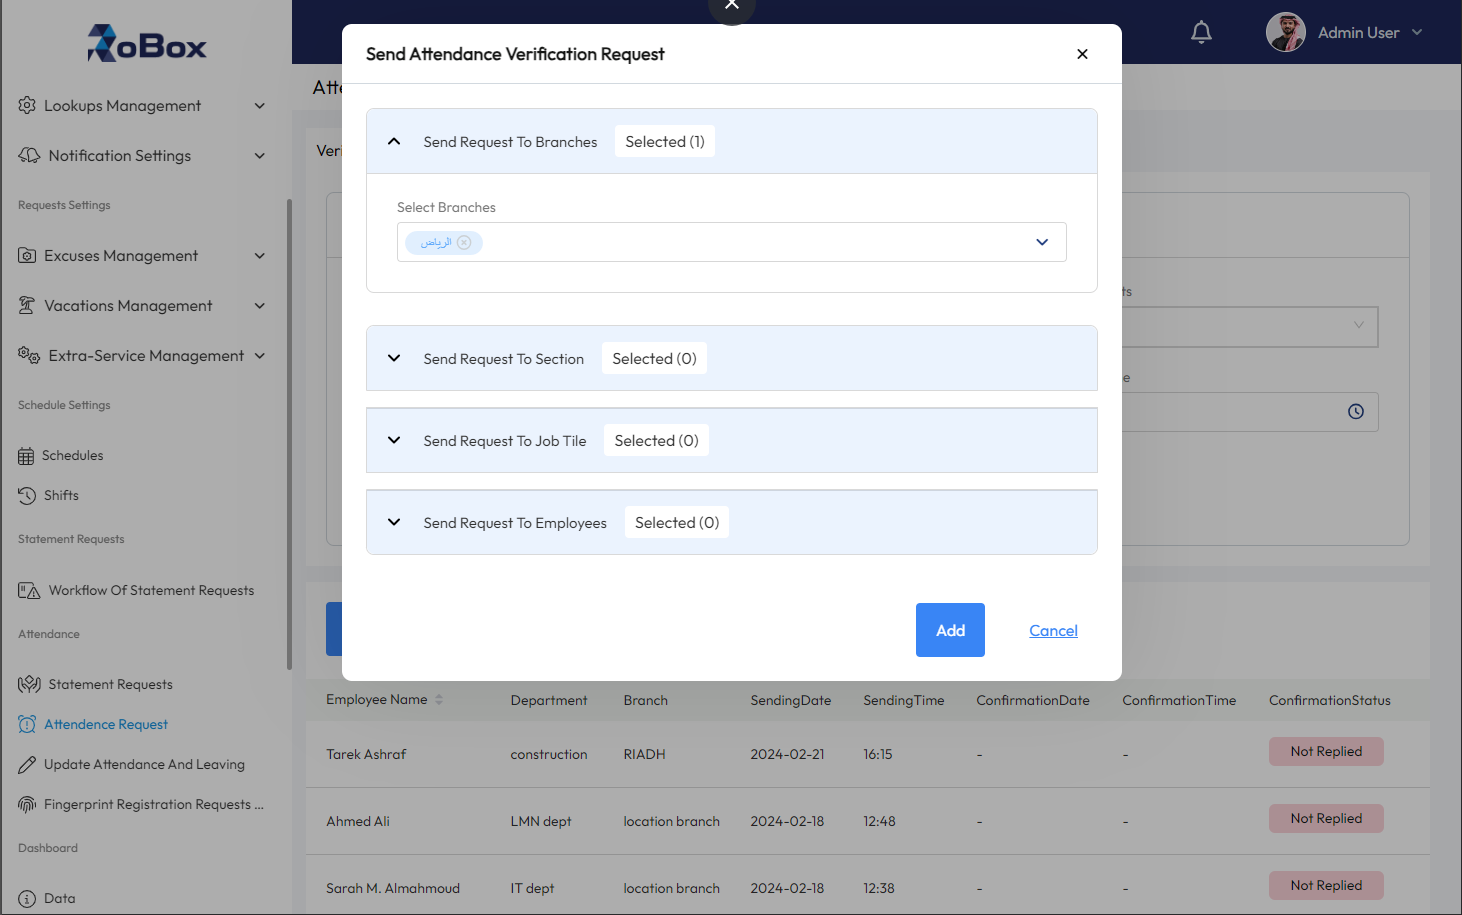 RoBox
Lookups Management
Notification Settings
Requests Settings
Excuses Management
Vacations Management
Extra-Service Management
Schedule Settings
Schedules
Shifts
Statement Requests
Workflow Of Statement Requests
Attendance
Statement Requests
Attendence Request
Update Attendance And Leaving
Fingerprint Registration Requests ...
Dashboard
Data
Admin User
Atte
Veri
ts
e
Send Attendance Verification Request
Send Request To Branches Selected (1)
Select Branches
الرياض
Send Request To Section Selected (0)
Send Request To Job Tile Selected (0)
Send Request To Employees Selected (0)
Add Cancel
Employee Name Department Branch SendingDate SendingTime ConfirmationDate ConfirmationTime ConfirmationStatus
Tarek Ashraf construction RIADH 2024-02-21 16:15 - - Not Replied
Ahmed Ali LMN dept location branch 2024-02-18 12:48 - - Not Replied
Sarah M. Almahmoud IT dept location branch 2024-02-18 12:38 - - Not Replied